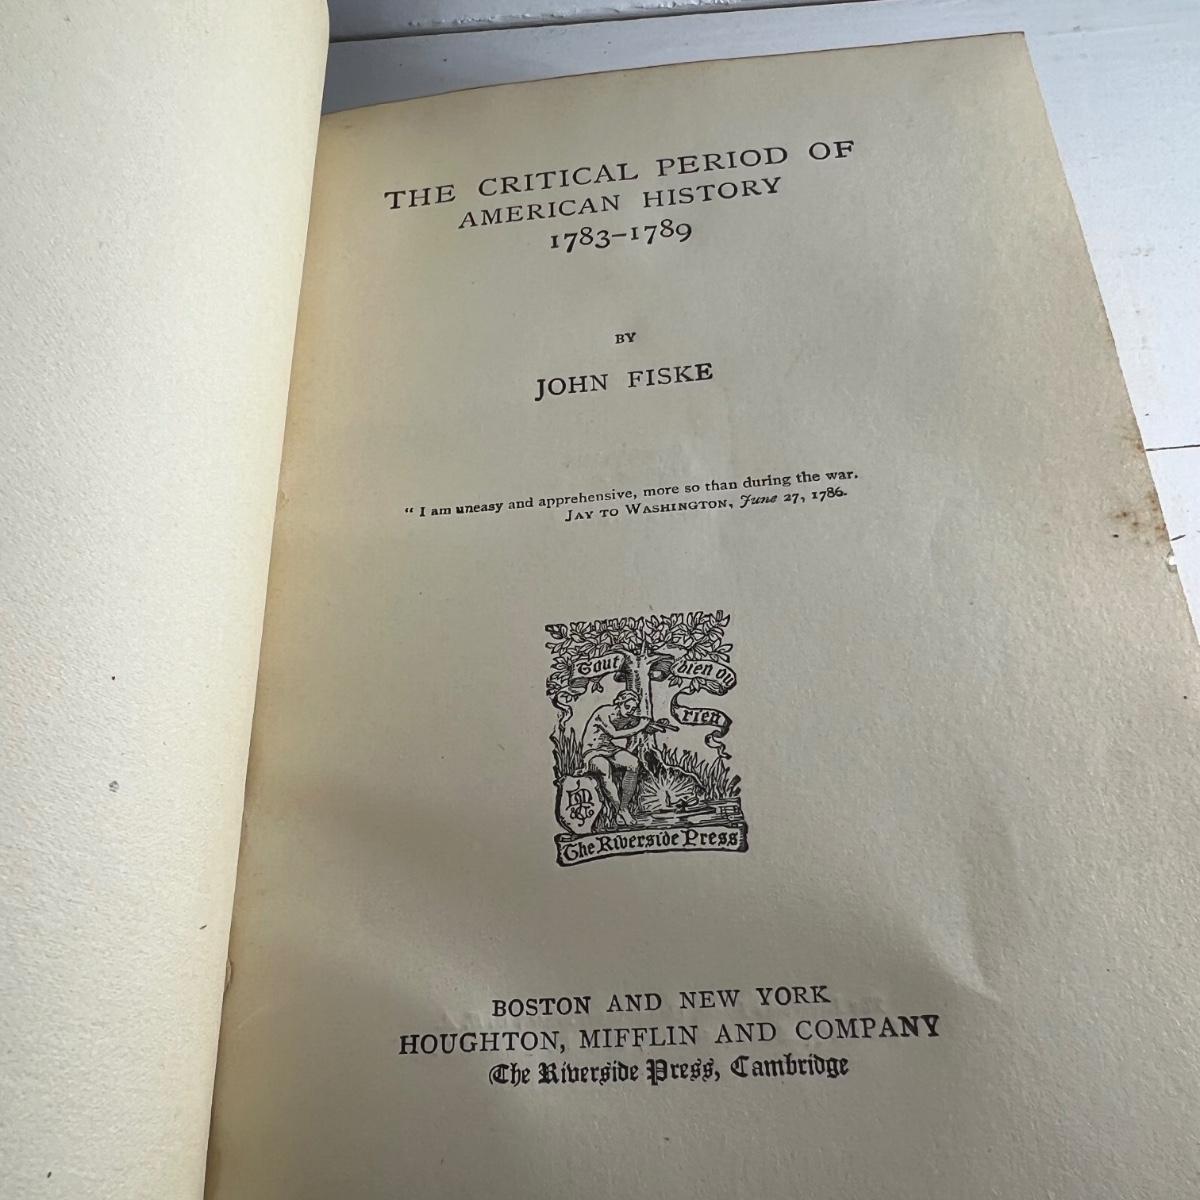 THE CRITICAL PERIOD OF
AMERICAN HISTORY
1783–1789
BY
JOHN FISKE
“ I am uneasy and apprehensive, more so than during the war.
JAY TO WASHINGTON, June 27, 1786.
Tout bien ou
rien
The Riverside Press
BOSTON AND NEW YORK
HOUGHTON, MIFFLIN AND COMPANY
The Riverside Press, Cambridge